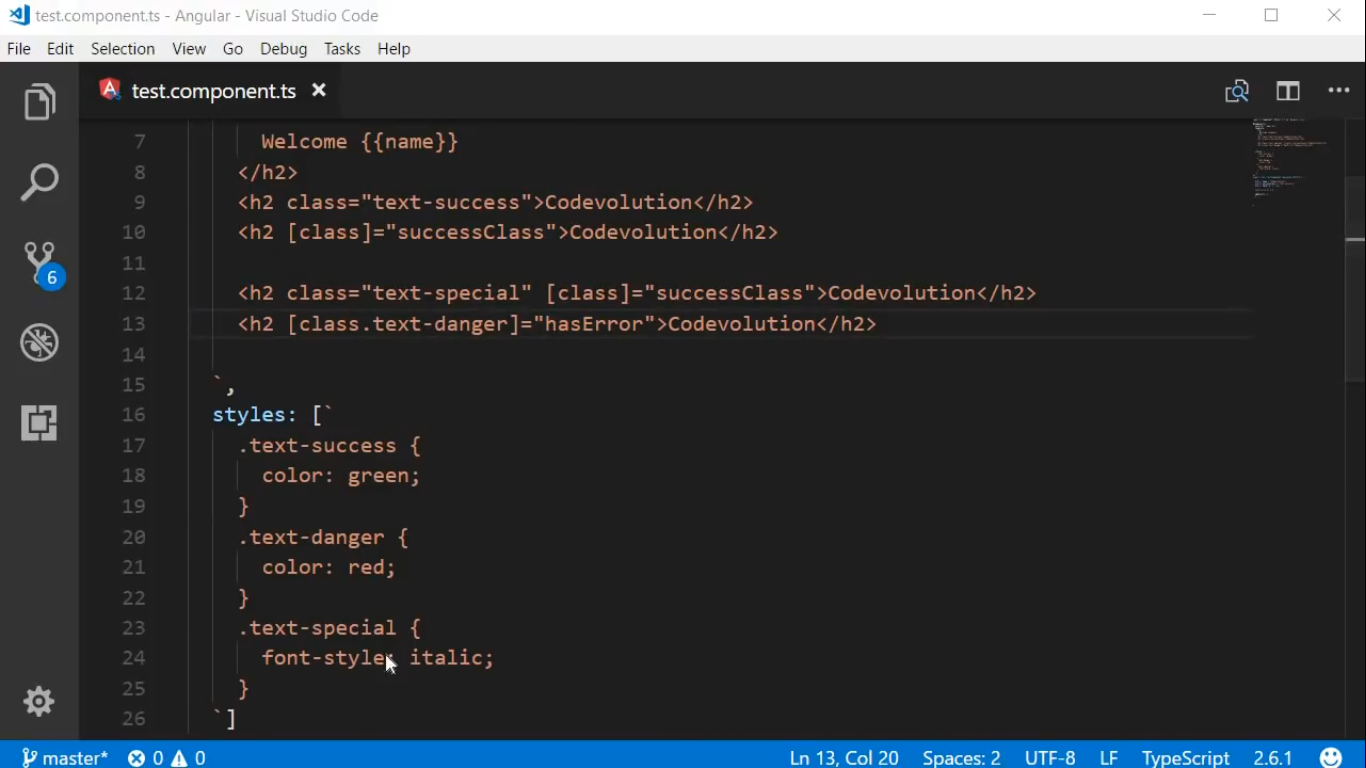 test.component.ts - Angular - Visual Studio Code
File Edit Selection View Go Debug Tasks Help
test.component.ts
7 Welcome {{name}}
8 </h2>
9 <h2 class="text-success">Codevolution</h2>
10 <h2 [class]="successClass">Codevolution</h2>
11
12 <h2 class="text-special" [class]="successClass">Codevolution</h2>
13 <h2 [class.text-danger]="hasError">Codevolution</h2>
14
15 `,
16 styles: [`
17 .text-success {
18 color: green;
19 }
20 .text-danger {
21 color: red;
22 }
23 .text-special {
24 font-style: italic;
25 }
26 `]
6
master* 0 0 Ln 13, Col 20 Spaces: 2 UTF-8 LF TypeScript 2.6.1